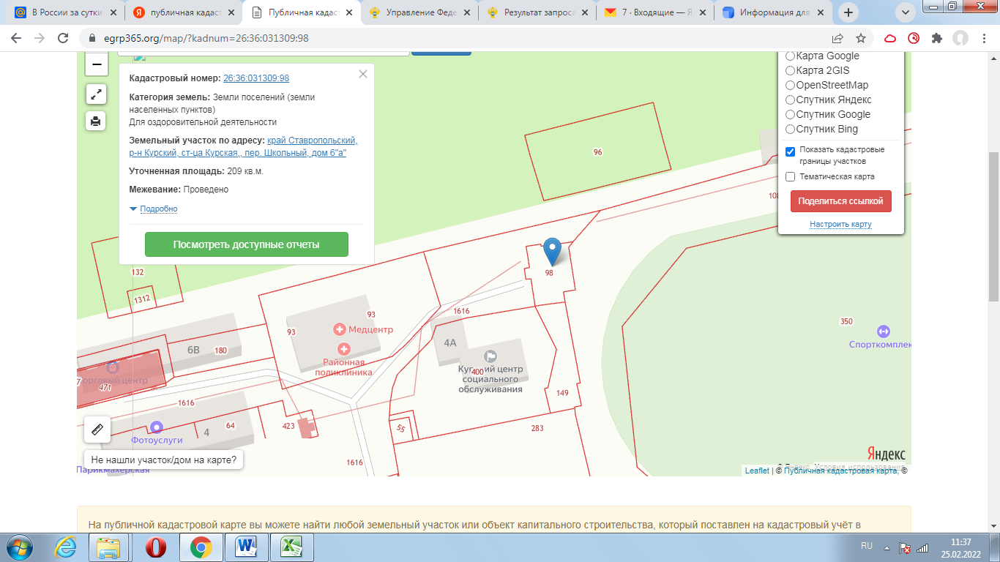 В России за сутки
публичная кадаст
Публичная кадаст
Управление Феде
Результат запроса
7 · Входящие — Я
Информация для
egrp365.org/map/?kadnum=26:36:031309:98
Кадастровый номер: 26:36:031309:98
Категория земель: Земли поселений (земли
населенных пунктов)
Для оздоровительной деятельности
Земельный участок по адресу: край Ставропольский,
р-н Курский, ст-ца Курская,, пер. Школьный, дом 6"а"
Уточненная площадь: 209 кв.м.
Межевание: Проведено
Подробно
Посмотреть доступные отчеты
Карта Google
Карта 2GIS
OpenStreetMap
Спутник Яндекс
Спутник Google
Спутник Bing
Показать кадастровые
границы участков
Тематическая карта
Поделиться ссылкой
Настроить карту
96
108
98
132
1312
93
93
Медцентр
Районная
поликлиника
1616
4А
400
центр
социального
обслуживания
350
Спорткомплек
6В
180
471
центр
149
1616
64
4
423
Фотоуслуги
55
283
1616
Не нашли участок/дом на карте?
Парикмахерская
Яндекс
© Яндекс Условия использования
Leaflet | © Публичная кадастровая карта, ©
На публичной кадастровой карте вы можете найти любой земельный участок или объект капитального строительства, который поставлен на кадастровый учёт в
RU
11:37
25.02.2022